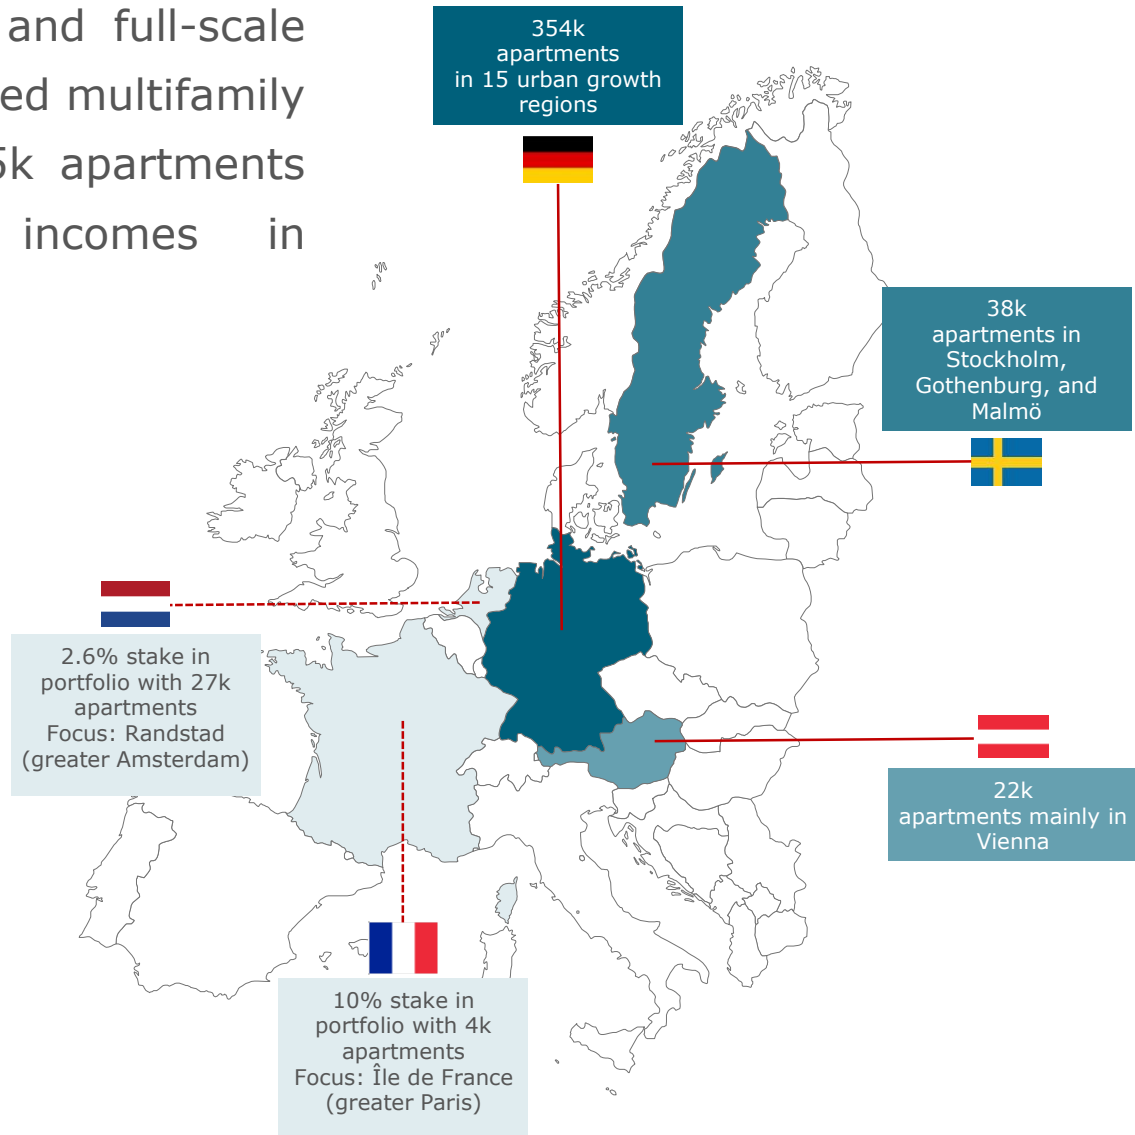 and full-scale
ed multifamily
5k apartments
incomes in
354k
apartments
in 15 urban growth
regions
38k
apartments in
Stockholm,
Gothenburg, and
Malmö
2.6% stake in
portfolio with 27k
apartments
Focus: Randstad
(greater Amsterdam)
22k
apartments mainly in
Vienna
10% stake in
portfolio with 4k
apartments
Focus: Île de France
(greater Paris)